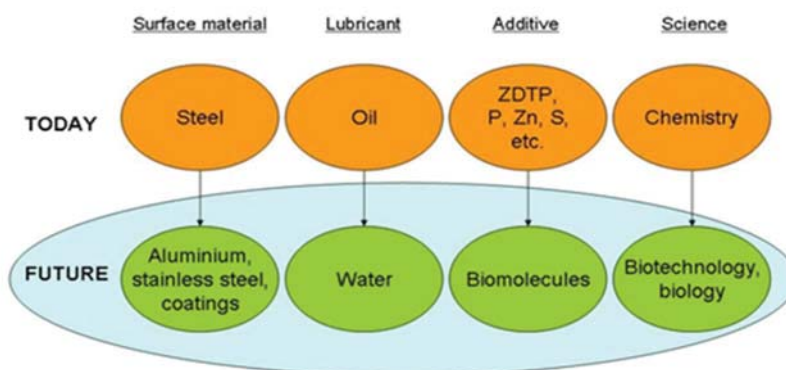 Surface material Lubricant Additive Science
TODAY
Steel
Oil
ZDTP,
P, Zn, S,
etc.
Chemistry
FUTURE
Aluminium,
stainless steel,
coatings
Water
Biomolecules
Biotechnology,
biology